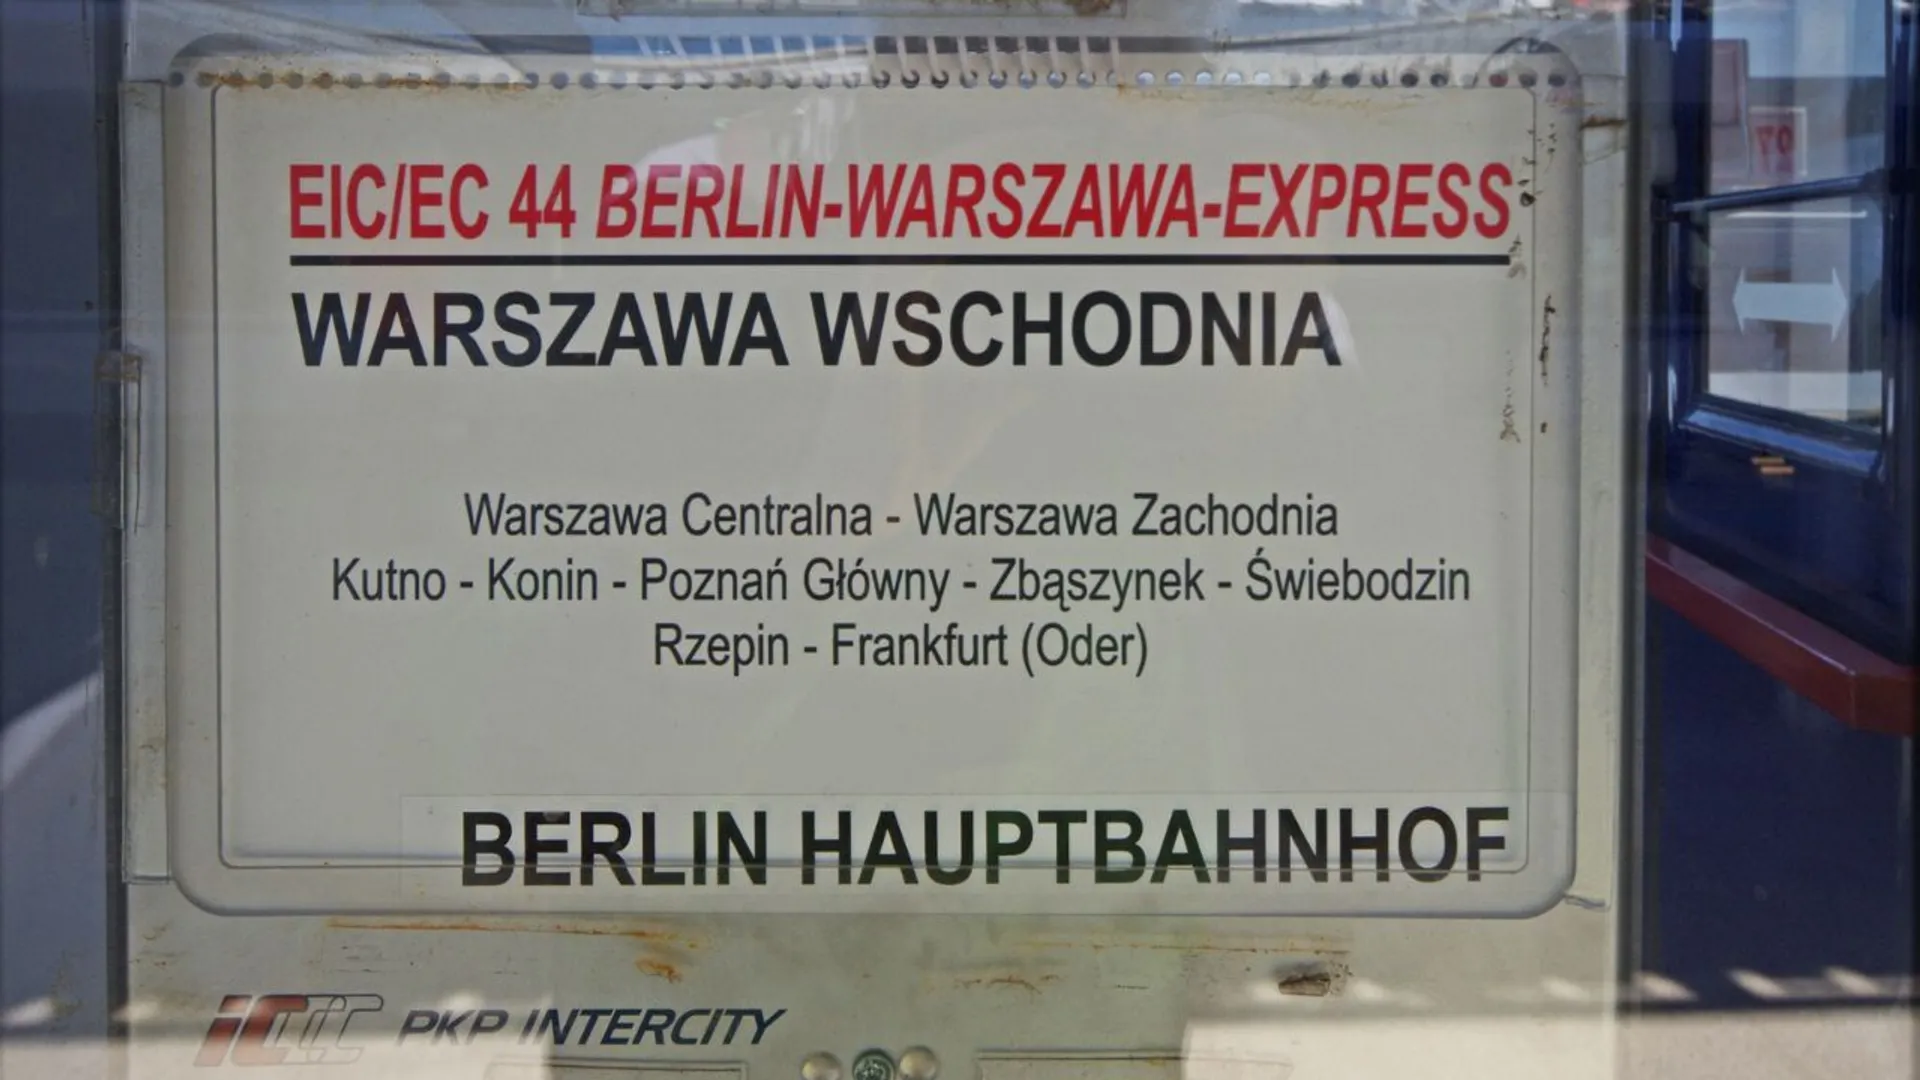 EIC/EC 44 BERLIN-WARSZAWA-EXPRESS
WARSZAWA WSCHODNIA
Warszawa Centralna - Warszawa Zachodnia
Kutno - Konin - Poznań Główny - Zbąszynek - Świebodzin
Rzepin - Frankfurt (Oder)
BERLIN HAUPTBAHNHOF
PKP INTERCITY